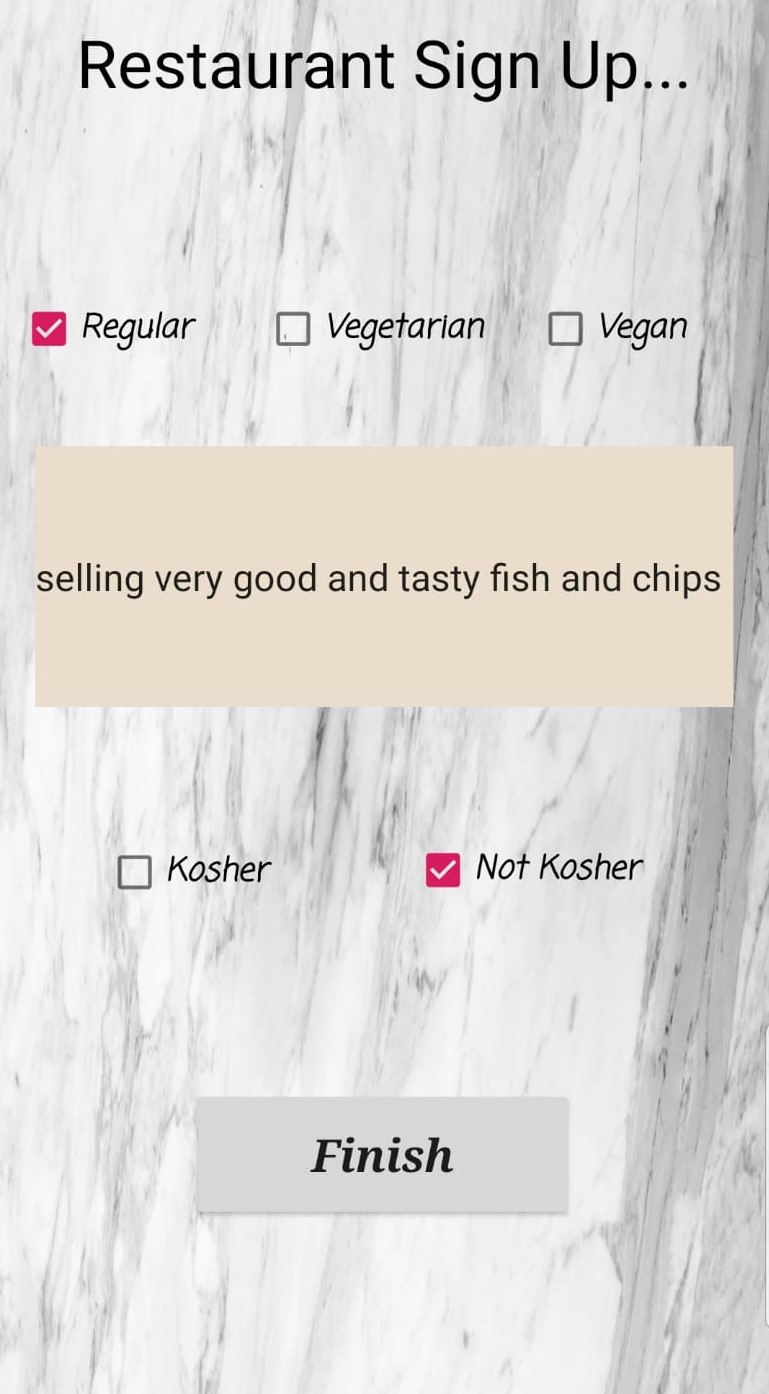 Restaurant Sign Up...
Regular Vegetarian Vegan
selling very good and tasty fish and chips
Kosher Not Kosher
Finish